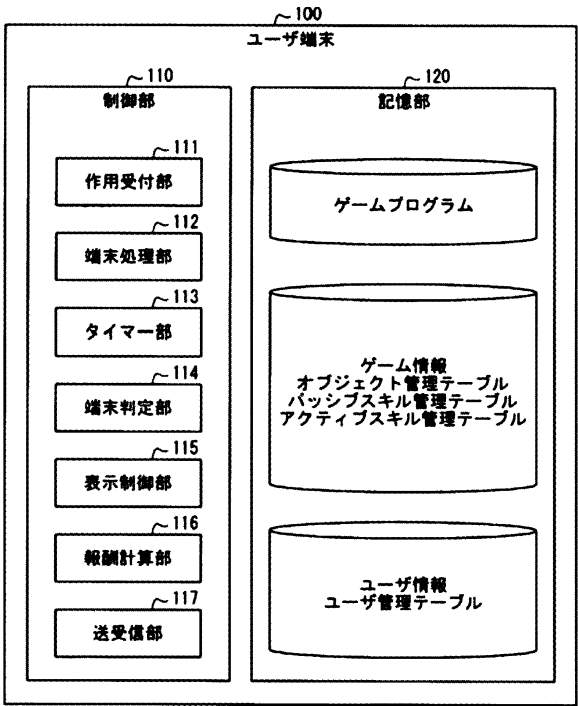 100
ユーザ端末
110
制御部
111
作用受付部
112
端末処理部
113
タイマー部
114
端末判定部
115
表示制御部
116
報酬計算部
117
送受信部
120
記憶部
ゲームプログラム
ゲーム情報
オブジェクト管理テーブル
パッシブスキル管理テーブル
アクティブスキル管理テーブル
ユーザ情報
ユーザ管理テーブル